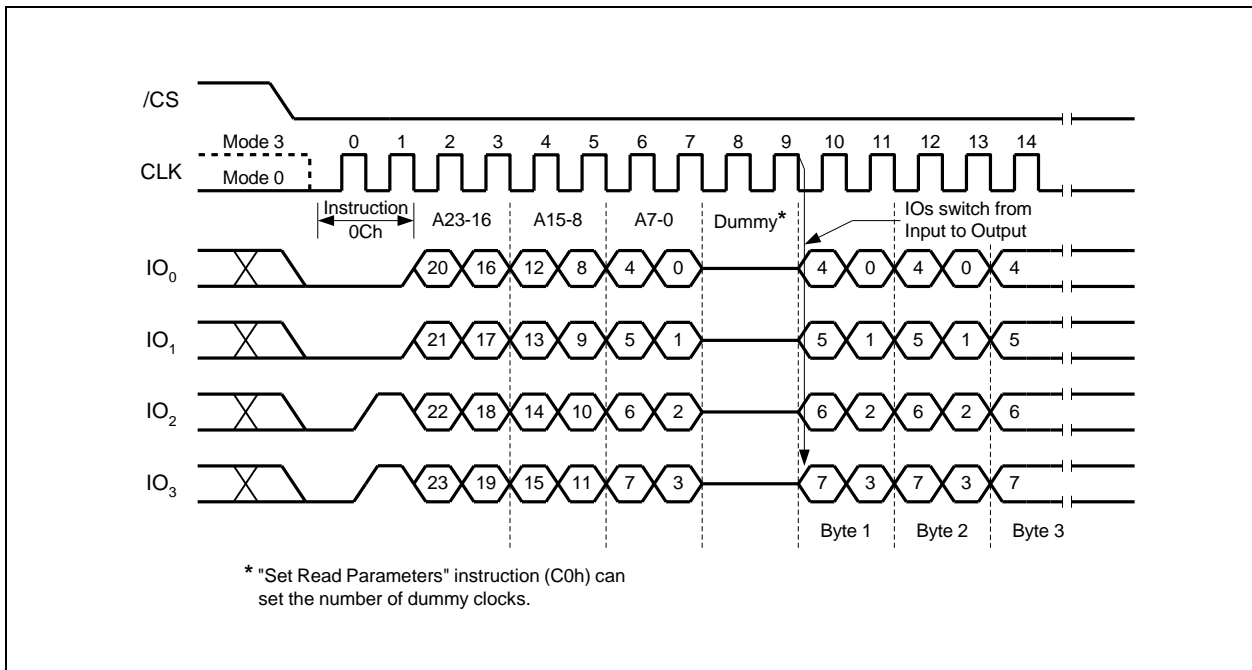 /CS
Mode 3 0 1 2 3 4 5 6 7 8 9 10 11 12 13 14
CLK
Mode 0
Instruction A23-16 A15-8 A7-0 Dummy* IOs switch from
0Ch Input to Output
IO0 20 16 12 8 4 0 4 0 4 0 4
IO1 21 17 13 9 5 1 5 1 5 1 5
IO2 22 18 14 10 6 2 6 2 6 2 6
IO3 23 19 15 11 7 3 7 3 7 3 7
Byte 1 Byte 2 Byte 3
* "Set Read Parameters" instruction (C0h) can
set the number of dummy clocks.